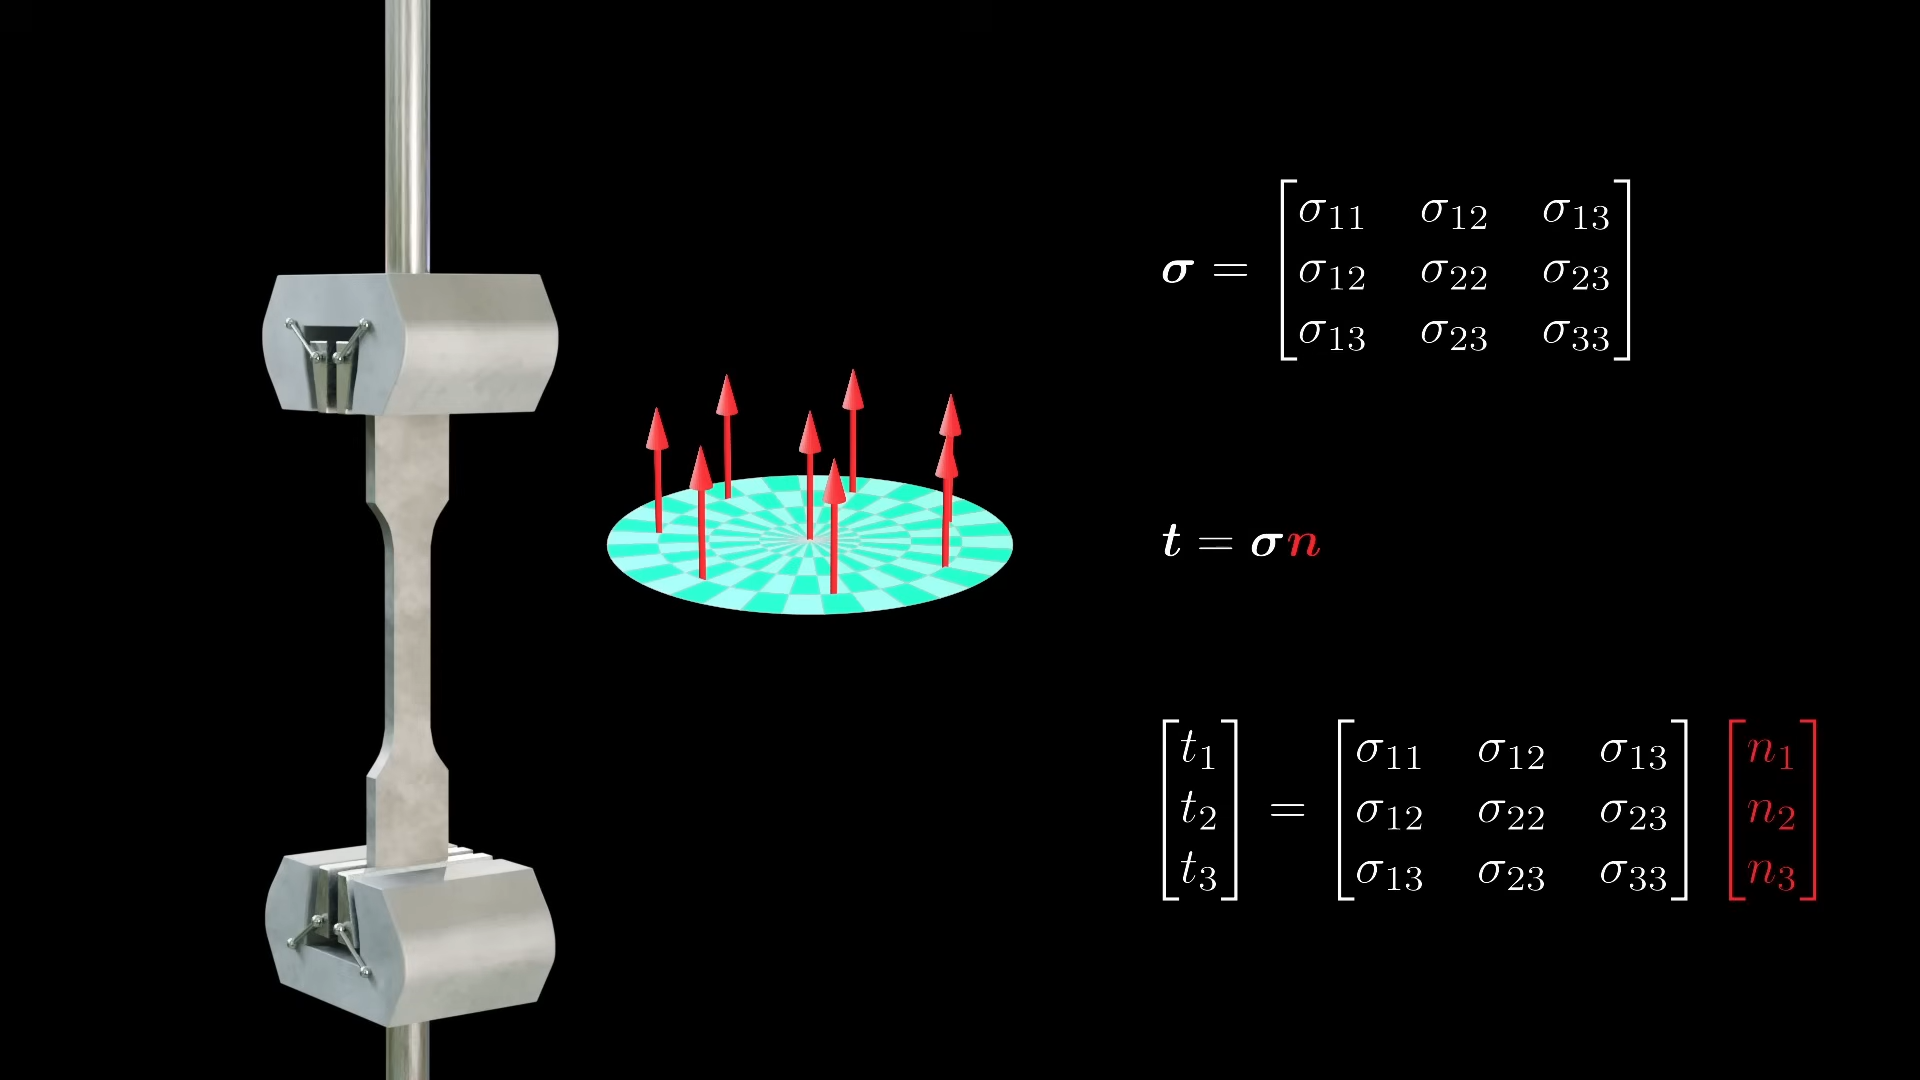 σ = [σ11 σ12 σ13
σ12 σ22 σ23
σ13 σ23 σ33]
t = σn
[t1 t2 t3] = [σ11 σ12 σ13 [n1
σ12 σ22 σ23 n2
σ13 σ23 σ33] n3]